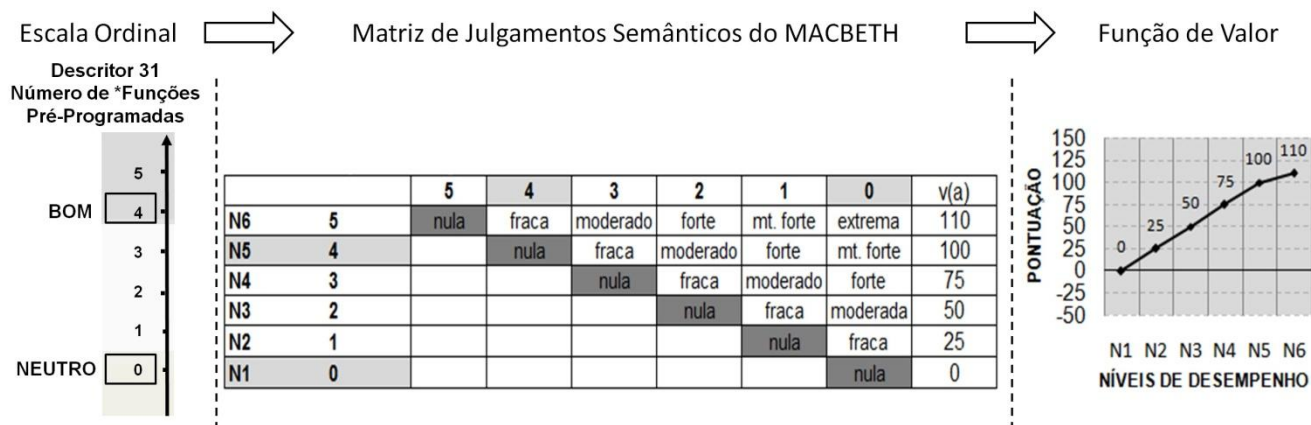 Escala Ordinal Matriz de Julgamentos Semânticos do MACBETH Função de Valor
Descritor 31
Número de *Funções
Pré-Programadas
5
BOM 4
3
2
1
NEUTRO 0
5 4 3 2 1 0 v(a)
N6 5 nula fraca moderado forte mt. forte extrema 110
N5 4 nula fraca moderado forte mt. forte 100
N4 3 nula fraca moderado forte 75
N3 2 nula fraca moderada 50
N2 1 nula fraca 25
N1 0 nula 0
PONTUAÇÃO
150
125
100
75
50
25
0
-25
-50
0 25 50 75 100 110
N1 N2 N3 N4 N5 N6
NÍVEIS DE DESEMPENHO